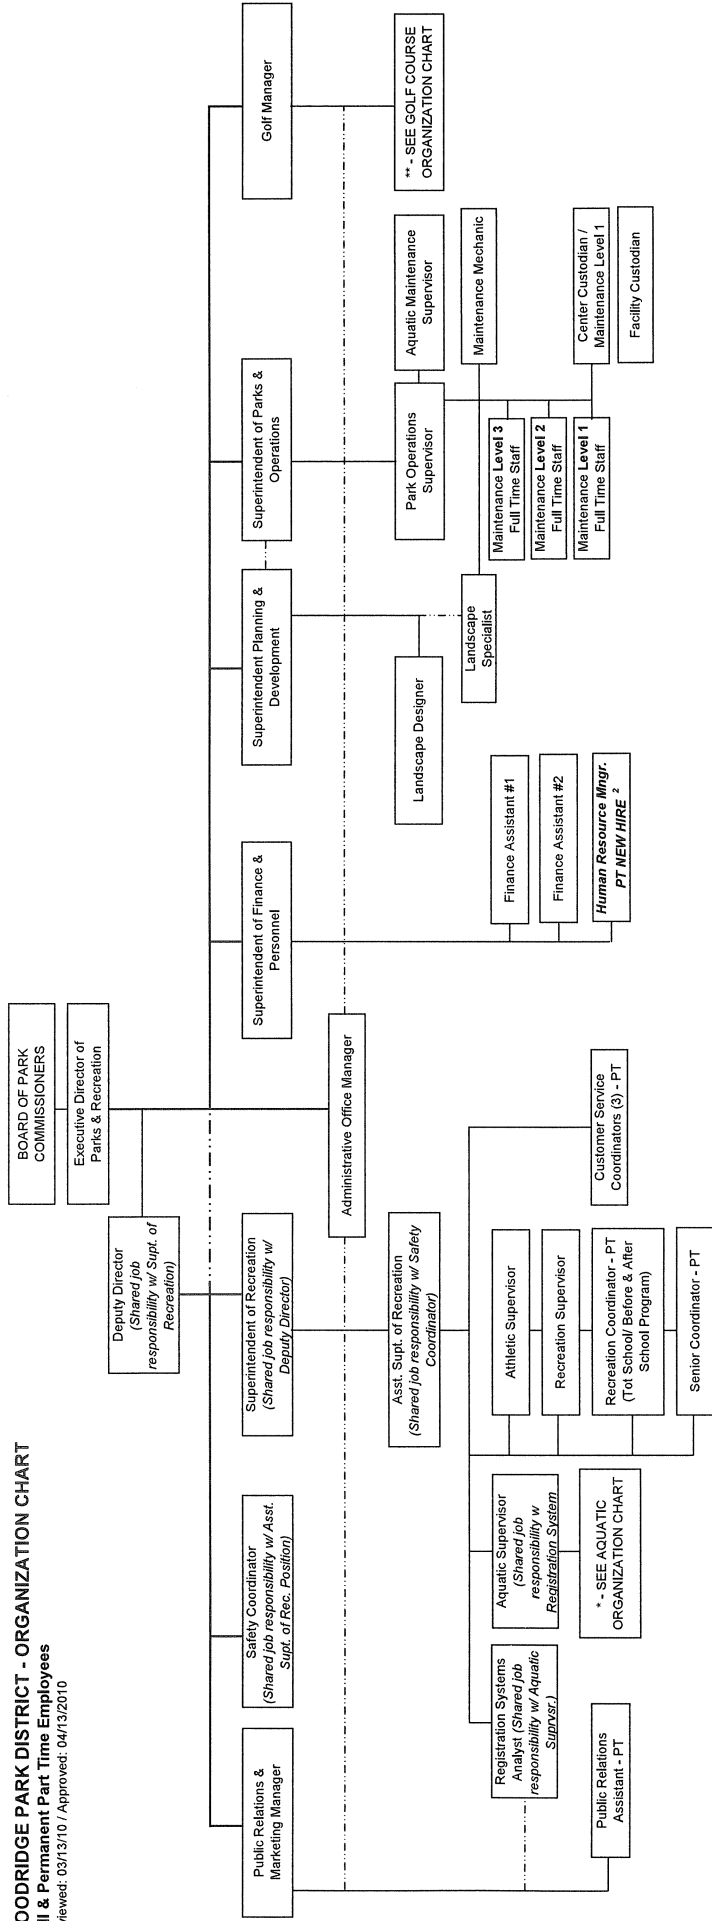 OODRIDGE PARK DISTRICT - ORGANIZATION CHART
ll & Permanent Part Time Employees
viewed: 03/13/10 / Approved: 04/13/2010
BOARD OF PARK
COMMISSIONERS
Executive Director of
Parks & Recreation
Deputy Director
(Shared job
responsibility w/ Supt. of
Recreation)
Public Relations &
Marketing Manager
Safety Coordinator
(Shared job responsibility w/ Asst.
Supt. of Rec. Position)
Superintendent of Recreation
(Shared job responsibility w/
Deputy Director)
Superintendent of Finance &
Personnel
Superintendent Planning &
Development
Superintendent of Parks &
Operations
Golf Manager
Administrative Office Manager
Asst. Supt. of Recreation
(Shared job responsibility w/ Safety
Coordinator)
Landscape Designer
Park Operations
Supervisor
Aquatic Maintenance
Supervisor
** - SEE GOLF COURSE
ORGANIZATION CHART
Landscape
Specialist
Maintenance Mechanic
Registration Systems
Analyst (Shared job
responsibility w/ Aquatic
Suprvsr.)
Aquatic Supervisor
(Shared job
responsibility w
Registration System
Athletic Supervisor
Recreation Supervisor
Recreation Coordinator - PT
(Tot School/ Before & After
School Program)
Senior Coordinator - PT
Customer Service
Coordinators (3) - PT
* - SEE AQUATIC
ORGANIZATION CHART
Public Relations
Assistant - PT
Finance Assistant #1
Finance Assistant #2
Human Resource Mngr.
PT NEW HIRE ²
Maintenance Level 3
Full Time Staff
Maintenance Level 2
Full Time Staff
Maintenance Level 1
Full Time Staff
Center Custodian /
Maintenance Level 1
Facility Custodian